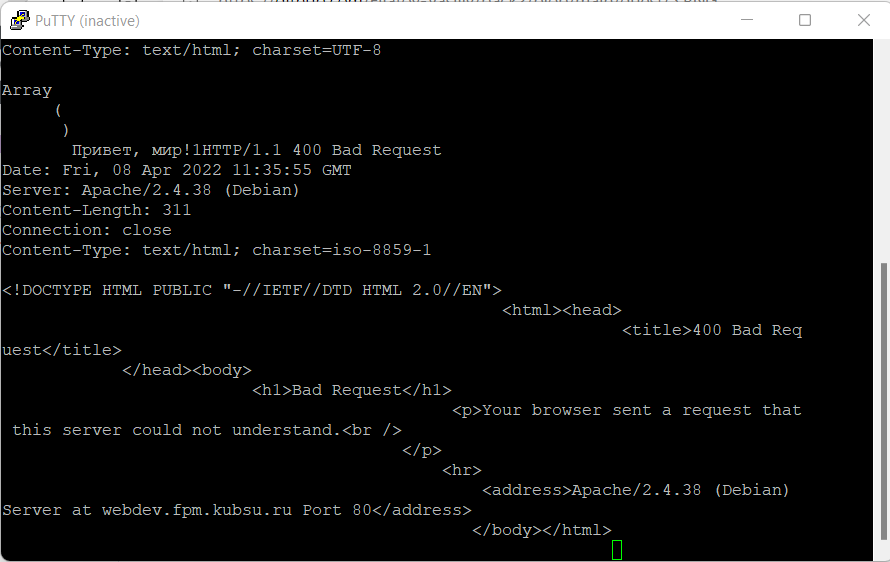 PuTTY (inactive)
Content-Type: text/html; charset=UTF-8
Array
(
)
Привет, мир!1HTTP/1.1 400 Bad Request
Date: Fri, 08 Apr 2022 11:35:55 GMT
Server: Apache/2.4.38 (Debian)
Content-Length: 311
Connection: close
Content-Type: text/html; charset=iso-8859-1
<!DOCTYPE HTML PUBLIC "-//IETF//DTD HTML 2.0//EN">
<html><head>
<title>400 Bad Req
uest</title>
</head><body>
<h1>Bad Request</h1>
<p>Your browser sent a request that
this server could not understand.<br />
</p>
<hr>
<address>Apache/2.4.38 (Debian)
Server at webdev.fpm.kubsu.ru Port 80</address>
</body></html>